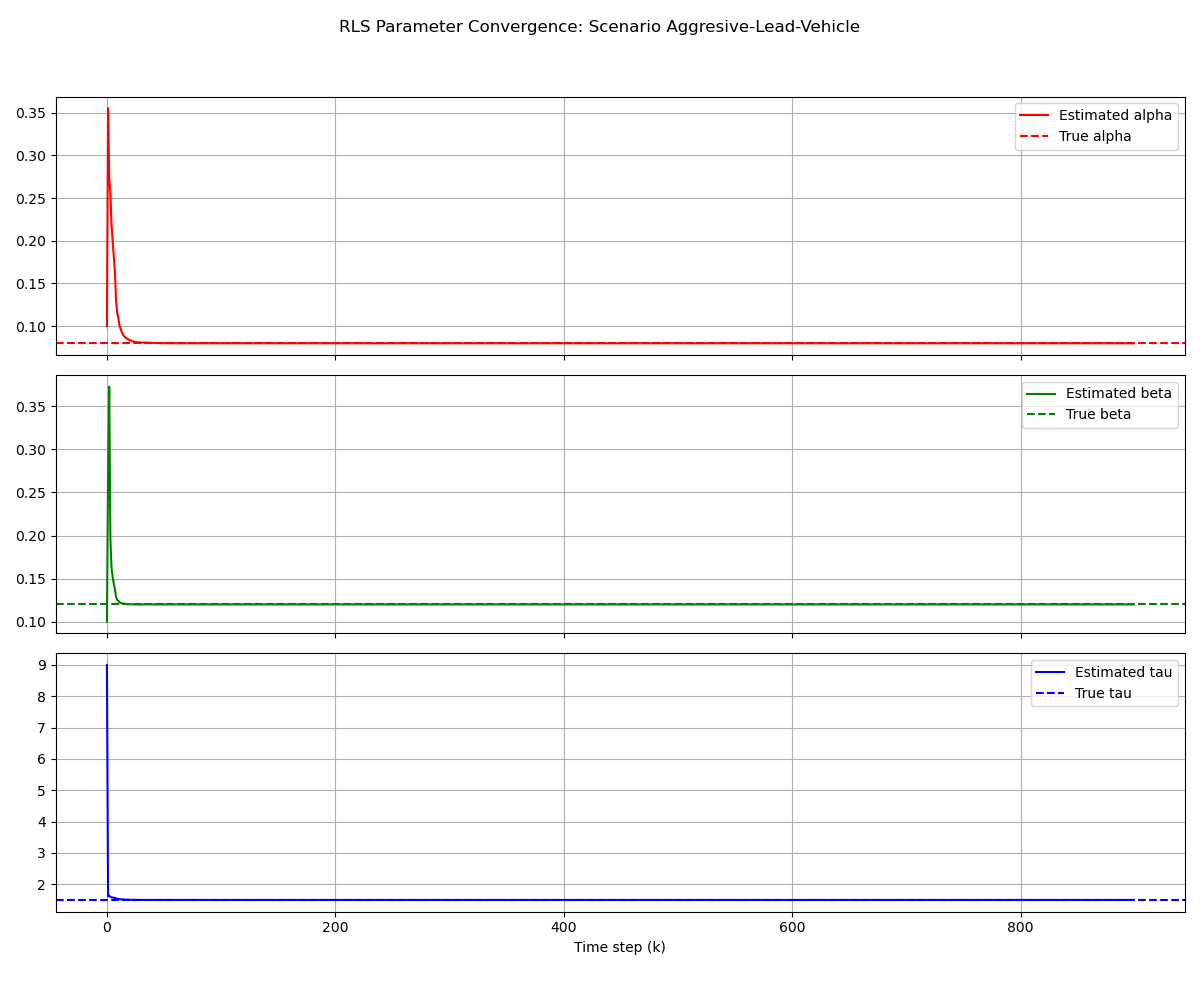 RLS Parameter Convergence: Scenario Aggresive-Lead-Vehicle
0.35
0.30
0.25
0.20
0.15
0.10
Estimated alpha
True alpha
0.35
0.30
0.25
0.20
0.15
0.10
Estimated beta
True beta
9
8
7
6
5
4
3
2
Estimated tau
True tau
0 200 400 600 800
Time step (k)